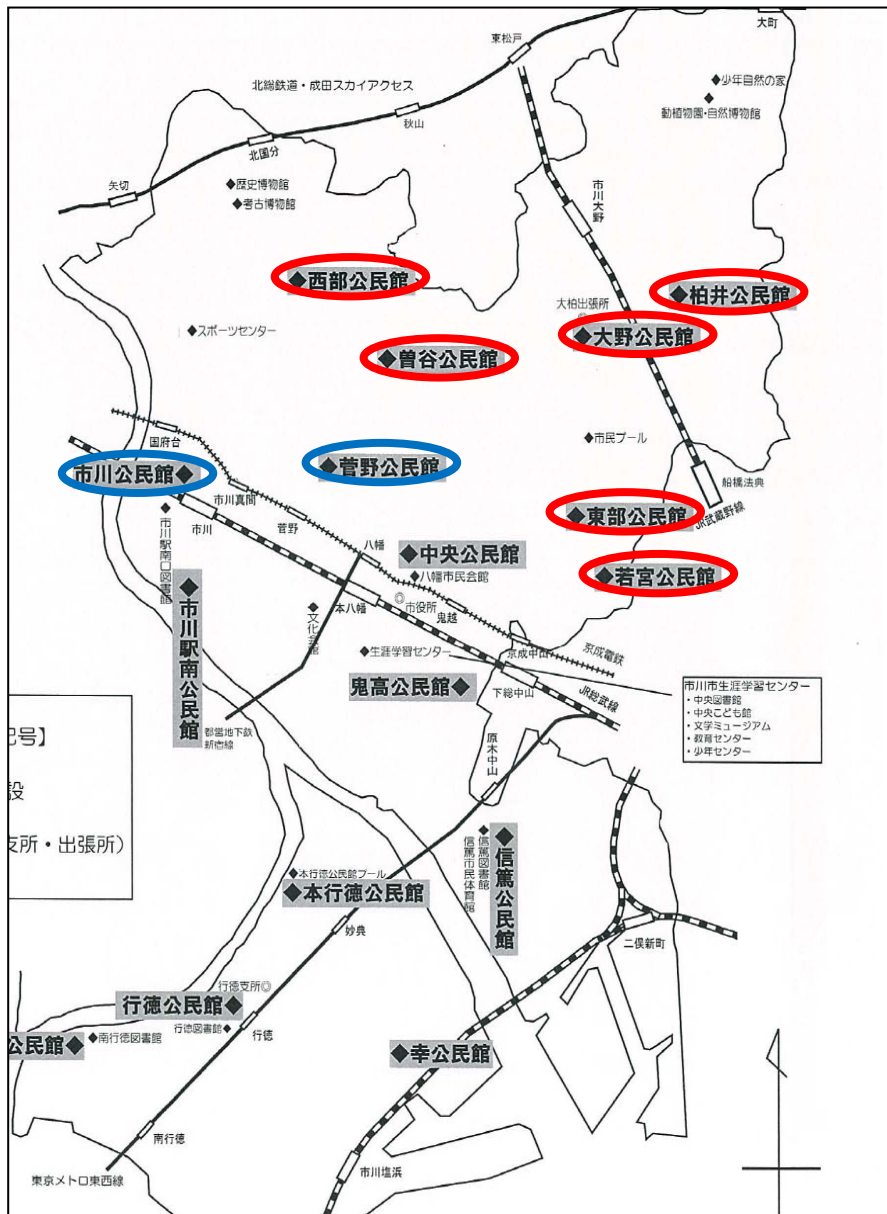 大町
東松戸
北総鉄道・成田スカイアクセス
◆少年自然の家
動植物園・自然博物館
秋山
北国分
矢切
◆歴史博物館
◆考古博物館
市川大野
◆西部公民館
◆柏井公民館
大柏出張所
◎
◆スポーツセンター
◆大野公民館
◆曽谷公民館
国府台
◆市民プール
市川公民館◆
◆菅野公民館
市川真間
船橋法典
JR武蔵野線
◆市川駅南口図書館
市川
菅野
◆東部公民館
八幡
◆中央公民館
◆八幡市民会館
◆若宮公民館
◆市川駅南公民館
本八幡
◎
市役所
鬼越
◆文化会館
京成中山
京成電鉄
◆生涯学習センター
鬼高公民館◆
下総中山
JR総武線
市川市生涯学習センター
・中央図書館
・中央こども館
・文学ミュージアム
・教育センター
・少年センター
都営地下鉄
新宿線
記号】
設
支所・出張所）
原木中山
◆信篤図書館
信篤市民体育館
◆信篤公民館
◆本行徳公民館プール
◆本行徳公民館
妙典
二俣新町
行徳支所◎
行徳公民館◆
行徳図書館◆
行徳
公民館◆
◆南行徳図書館
◆幸公民館
南行徳
東京メトロ東西線
市川塩浜